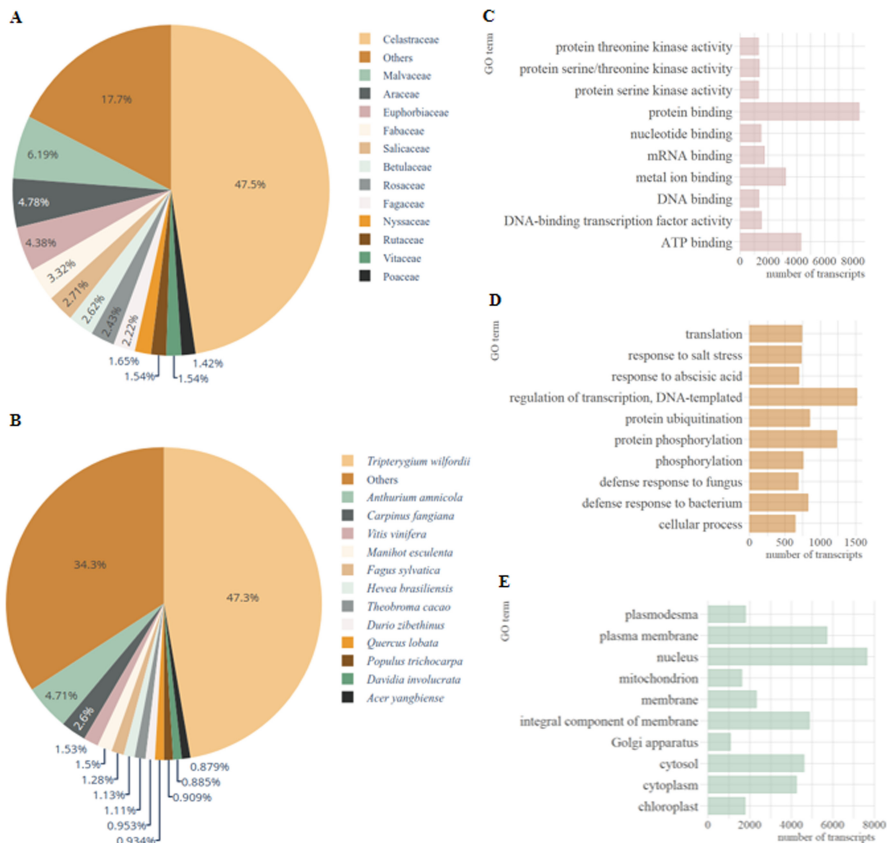 A
47.5%
17.7%
6.19%
4.78%
4.38%
3.32%
2.71%
2.62%
2.43%
2.22%
1.65%
1.54%
1.54%
1.42%
Celastraceae
Others
Malvaceae
Araceae
Euphorbiaceae
Fabaceae
Salicaceae
Betulaceae
Rosaceae
Fagaceae
Nyssaceae
Rutaceae
Vitaceae
Poaceae
B
47.3%
34.3%
4.71%
2.6%
1.53%
1.5%
1.28%
1.13%
1.11%
0.953%
0.934%
0.909%
0.885%
0.879%
Tripterygium wilfordii
Others
Anthurium amnicola
Carpinus fangiana
Vitis vinifera
Manihot esculenta
Fagus sylvatica
Hevea brasiliensis
Theobroma cacao
Durio zibethinus
Quercus lobata
Populus trichocarpa
Davidia involucrata
Acer yangbiense
C
GO term
protein threonine kinase activity
protein serine/threonine kinase activity
protein serine kinase activity
protein binding
nucleotide binding
mRNA binding
metal ion binding
DNA binding
DNA-binding transcription factor activity
ATP binding
0 2000 4000 6000 8000
number of transcripts
D
GO term
translation
response to salt stress
response to abscisic acid
regulation of transcription, DNA-templated
protein ubiquitination
protein phosphorylation
phosphorylation
defense response to fungus
defense response to bacterium
cellular process
0 500 1000 1500
number of transcripts
E
GO term
plasmodesma
plasma membrane
nucleus
mitochondrion
membrane
integral component of membrane
Golgi apparatus
cytosol
cytoplasm
chloroplast
0 2000 4000 6000 8000
number of transcripts